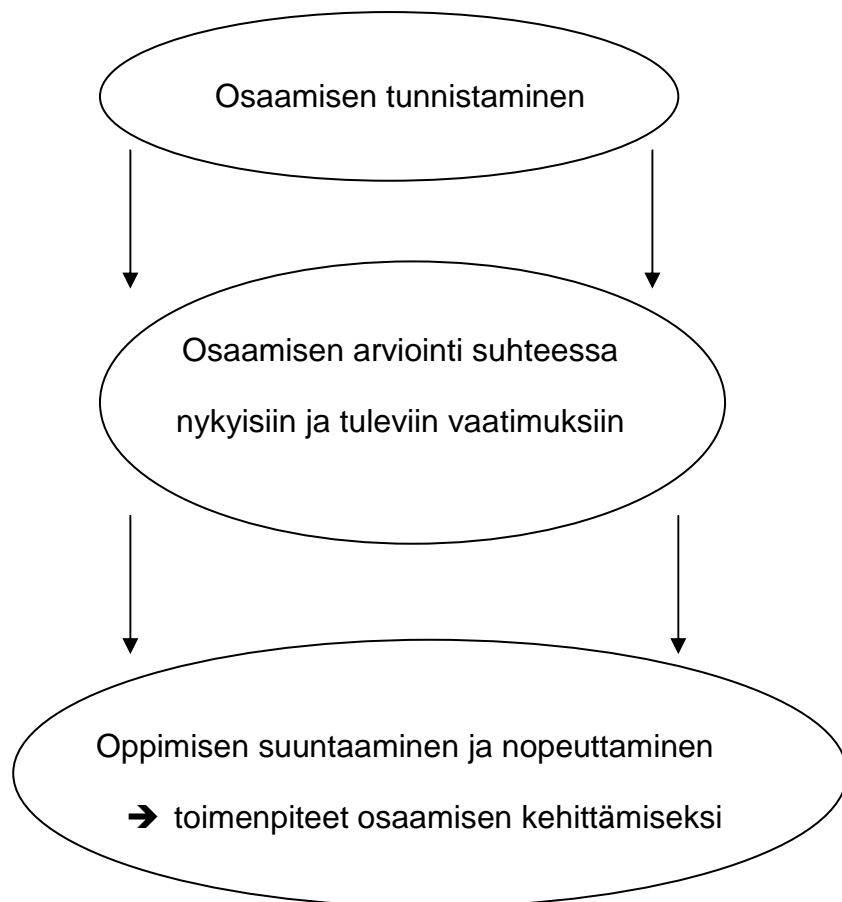 Osaamisen tunnistaminen
Osaamisen arviointi suhteessa
nykyisiin ja tuleviin vaatimuksiin
Oppimisen suuntaaminen ja nopeuttaminen
➔ toimenpiteet osaamisen kehittämiseksi